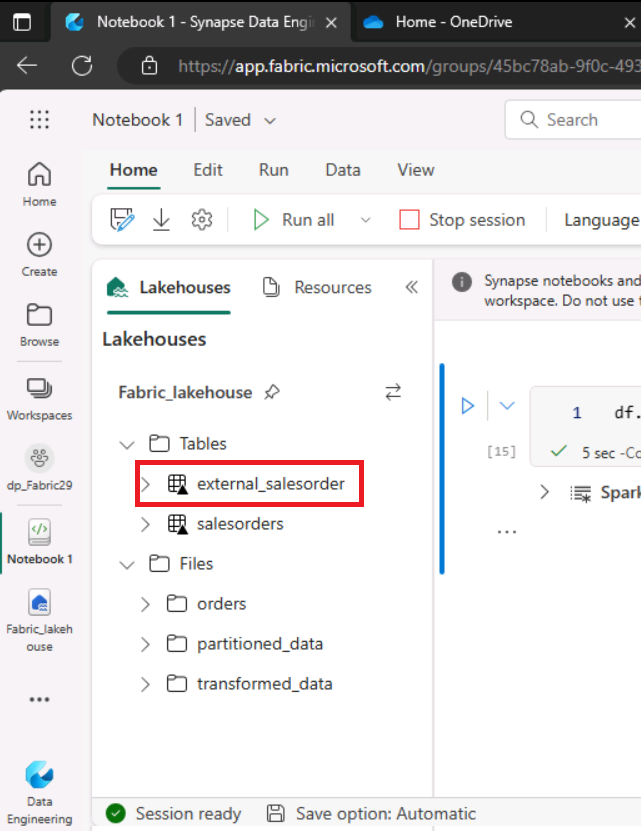 Notebook 1 - Synapse Data Engi
Home - OneDrive
https://app.fabric.microsoft.com/groups/45bc78ab-9f0c-493
Notebook 1 Saved
Search
Home Edit Run Data View
Run all Stop session Language
Home
Create
Browse
Workspaces
dp_Fabric29
Notebook 1
Fabric_lakeh
ouse
Data
Engineering
Lakehouses Resources
Lakehouses
Fabric_lakehouse
Tables
external_salesorder
salesorders
Files
orders
partitioned_data
transformed_data
Synapse notebooks and
workspace. Do not use
1 df.
[15]
5 sec -Co
Spark
...
Session ready Save option: Automatic